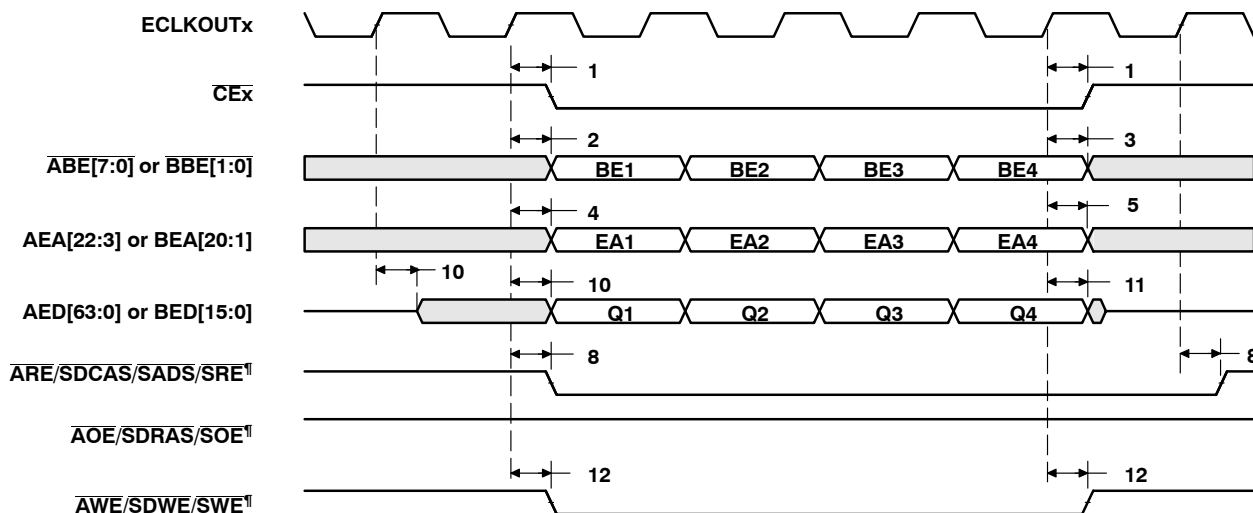 ECLKOUTx
1 1
CEx
2 3
ABE[7:0] or BBE[1:0] BE1 BE2 BE3 BE4
4 5
AEA[22:3] or BEA[20:1] EA1 EA2 EA3 EA4
10 10 11
AED[63:0] or BED[15:0] Q1 Q2 Q3 Q4
8 8
ARE/SDCAS/SADS/SRE¶
AOE/SDRAS/SOE¶
12 12
AWE/SDWE/SWE¶